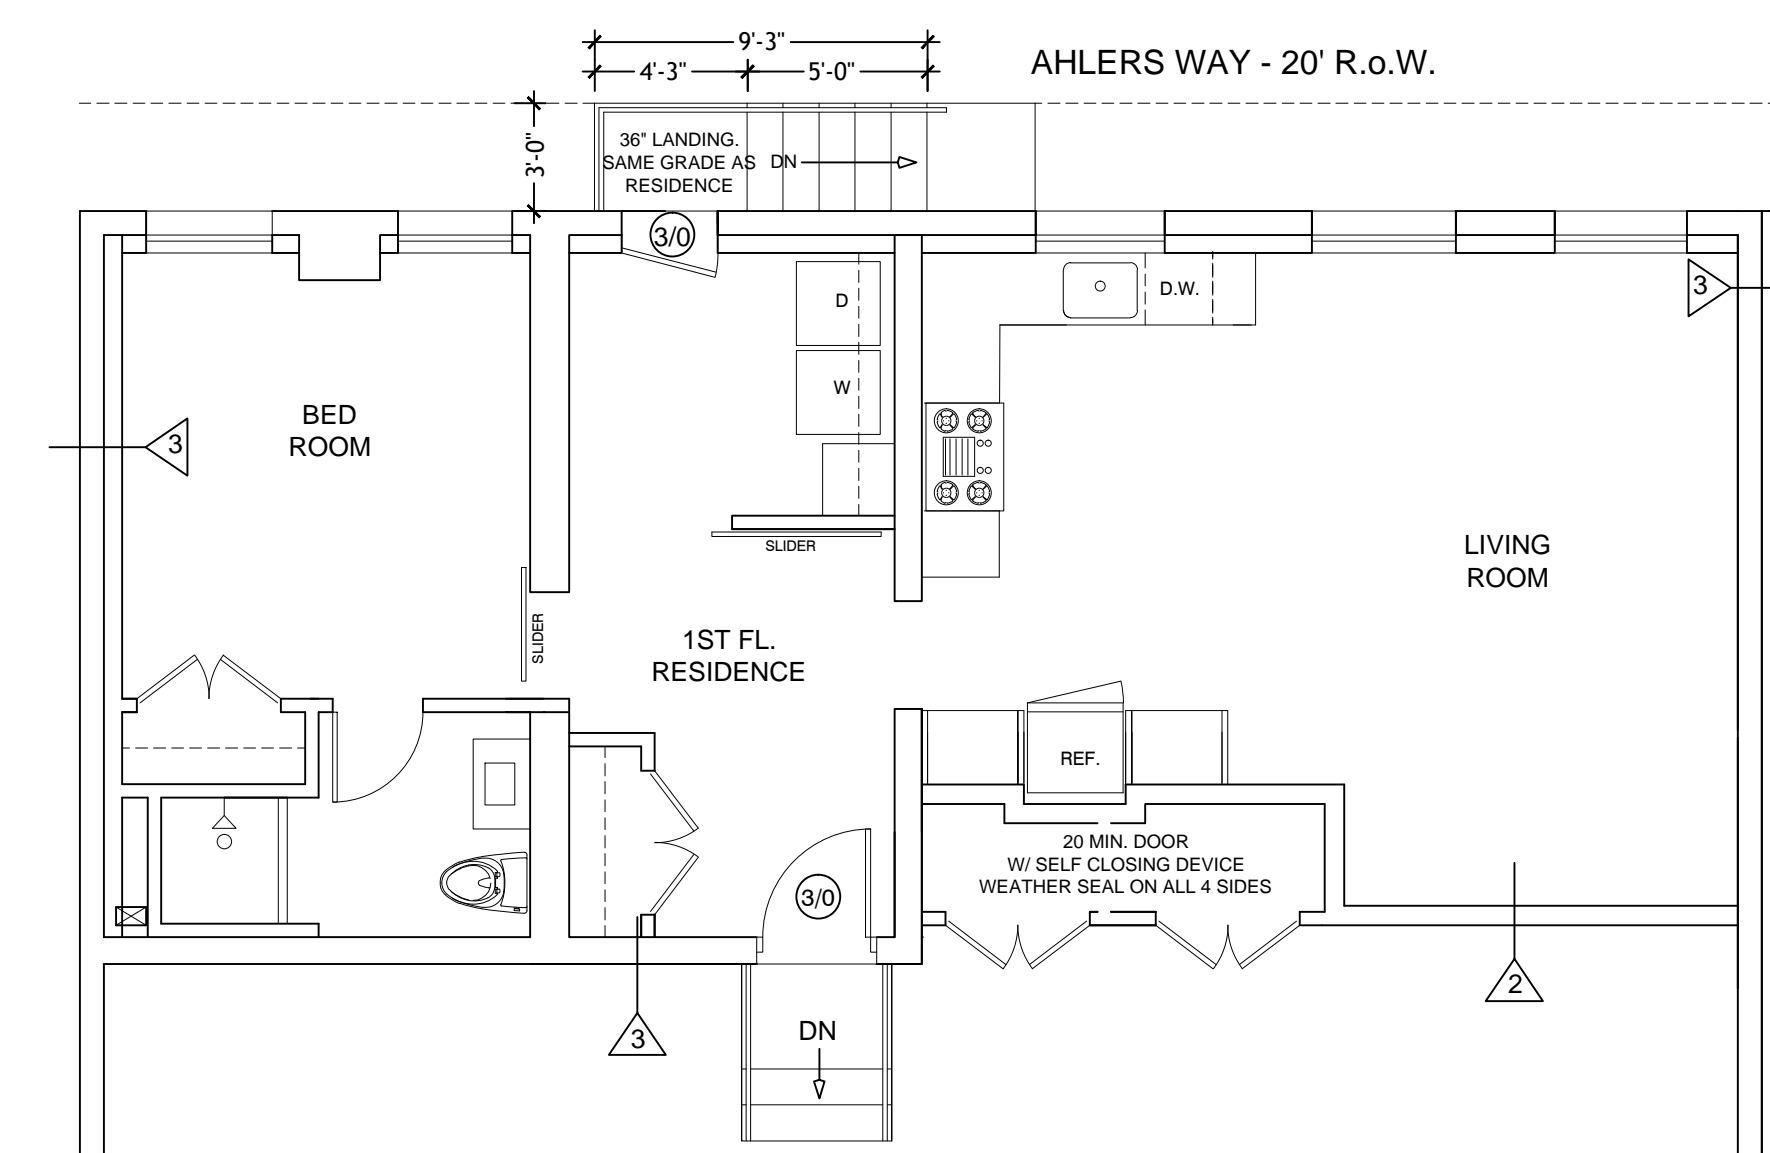 9'-3"
AHLERS WAY - 20' R.o.W.
4'-3"
5'-0"
3'-0"
36" LANDING.
SAME GRADE AS
RESIDENCE
DN
3/0
D
D.W.
3
W
BED
ROOM
3
SLIDER
LIVING
ROOM
SLIDER
1ST FL.
RESIDENCE
REF.
20 MIN. DOOR
W/ SELF CLOSING DEVICE
WEATHER SEAL ON ALL 4 SIDES
3/0
2
DN
3